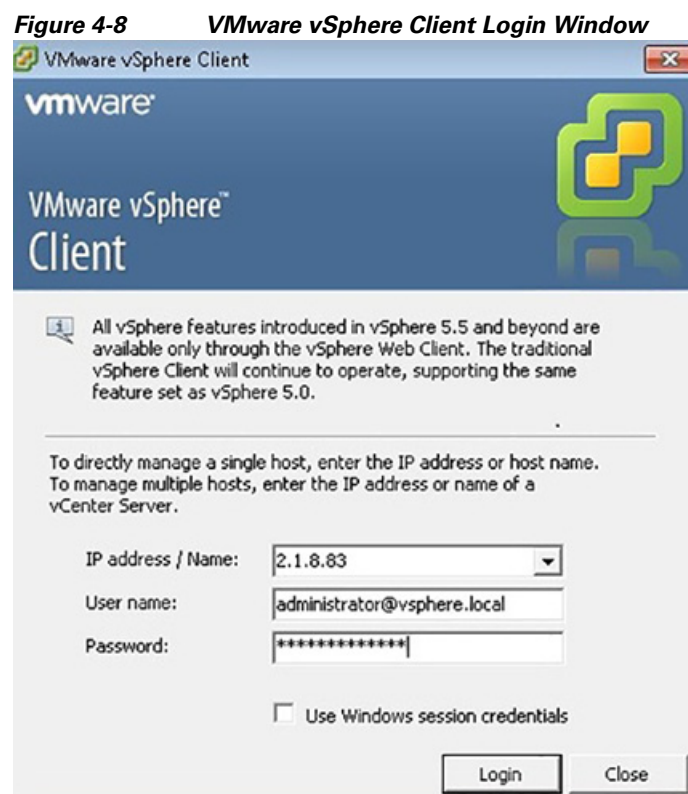 Figure 4-8 VMware vSphere Client Login Window
VMware vSphere Client
vmware®
VMware vSphere™
Client
All vSphere features introduced in vSphere 5.5 and beyond are
available only through the vSphere Web Client. The traditional
vSphere Client will continue to operate, supporting the same
feature set as vSphere 5.0.
To directly manage a single host, enter the IP address or host name.
To manage multiple hosts, enter the IP address or name of a
vCenter Server.
IP address / Name: 2.1.8.83
User name: administrator@vsphere.local
Password: *************
Use Windows session credentials
Login Close